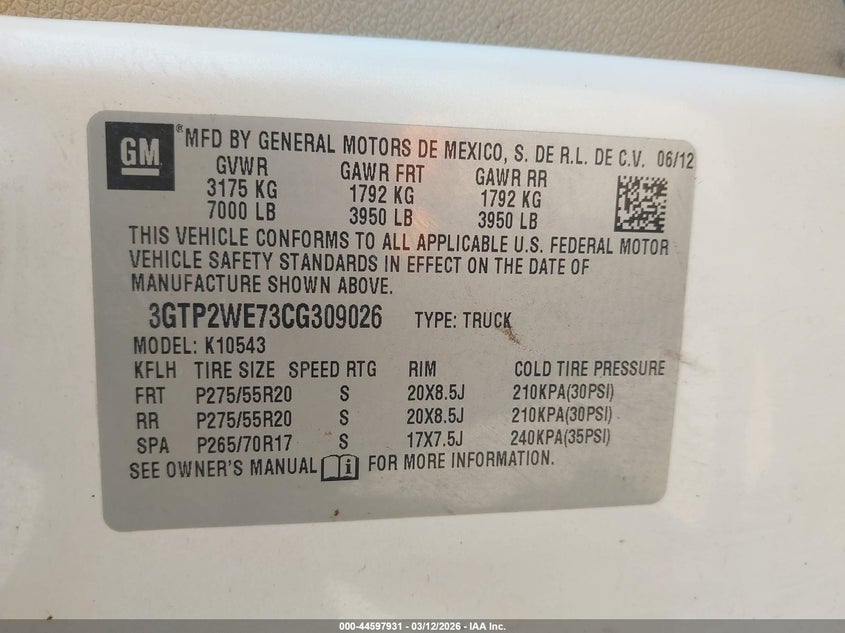 GM ®MFD BY GENERAL MOTORS DE MEXICO, S. DE R.L. DE C.V. 06/12
GVWR GAWR FRT GAWR RR
3175 KG 1792 KG 1792 KG
7000 LB 3950 LB 3950 LB
THIS VEHICLE CONFORMS TO ALL APPLICABLE U.S. FEDERAL MOTOR
VEHICLE SAFETY STANDARDS IN EFFECT ON THE DATE OF
MANUFACTURE SHOWN ABOVE.
3GTP2WE73CG309026 TYPE: TRUCK
MODEL: K10543
KFLH TIRE SIZE SPEED RTG RIM COLD TIRE PRESSURE
FRT P275/55R20 S 20X8.5J 210KPA(30PSI)
RR P275/55R20 S 20X8.5J 210KPA(30PSI)
SPA P265/70R17 S 17X7.5J 240KPA(35PSI)
SEE OWNER'S MANUAL i FOR MORE INFORMATION.
000-44597931 - 03/12/2026 - IAA Inc.